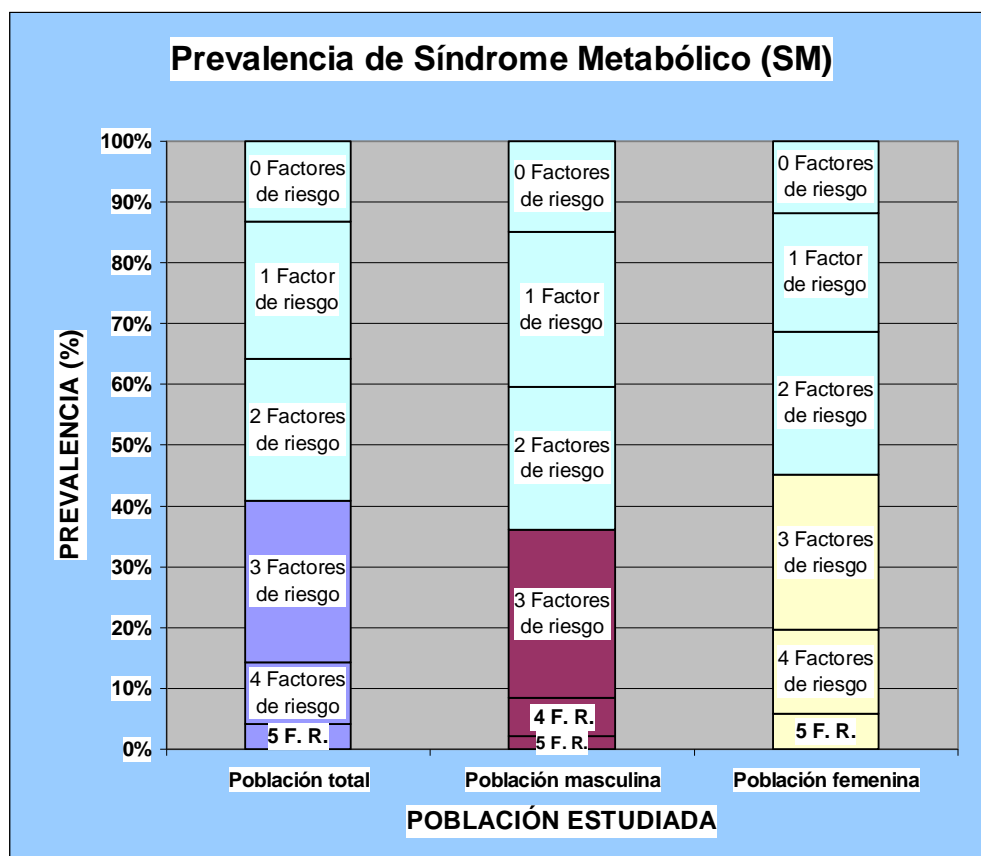 Prevalencia de Síndrome Metabólico (SM)
PREVALENCIA (%)
100%
90%
80%
70%
60%
50%
40%
30%
20%
10%
0%
0 Factores
de riesgo
1 Factor
de riesgo
2 Factores
de riesgo
3 Factores
de riesgo
4 Factores
de riesgo
5 F. R.
0 Factores
de riesgo
1 Factor
de riesgo
2 Factores
de riesgo
3 Factores
de riesgo
4 F. R.
5 F. R.
0 Factores
de riesgo
1 Factor
de riesgo
2 Factores
de riesgo
3 Factores
de riesgo
4 Factores
de riesgo
5 F. R.
Población total
Población masculina
Población femenina
POBLACIÓN ESTUDIADA